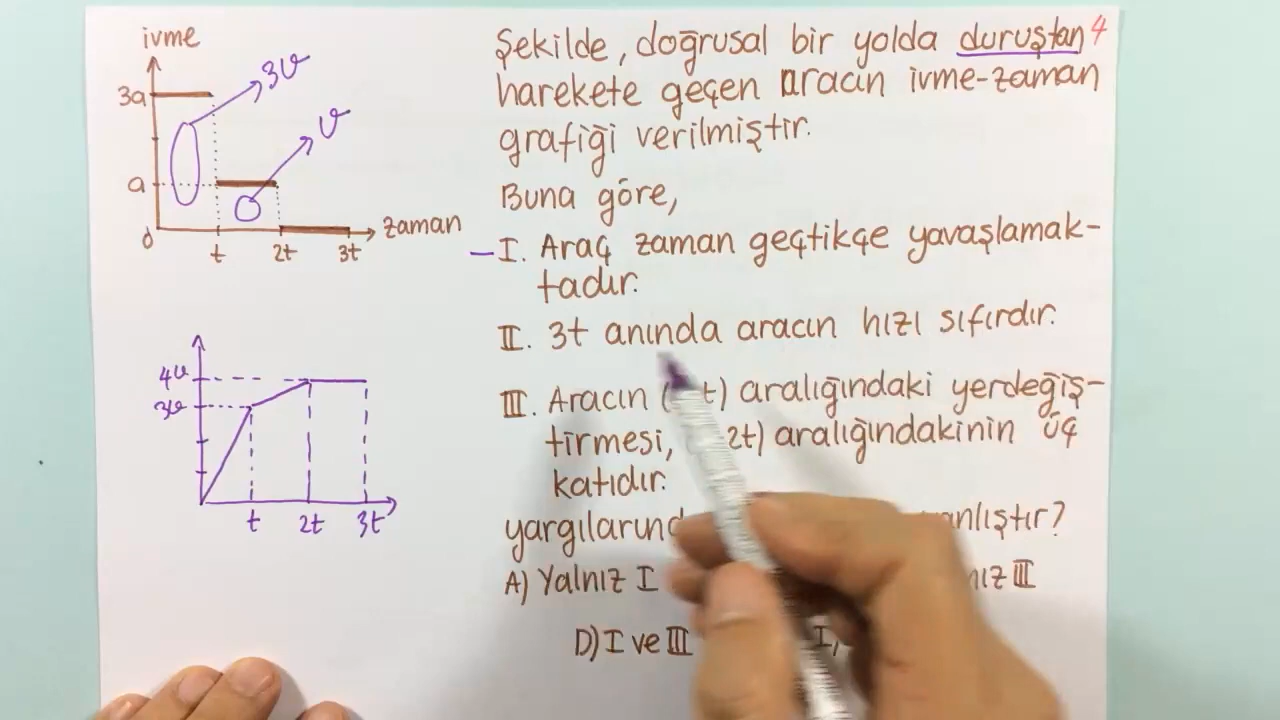 ivme
3a
a
0
t
2t
3t
zaman
3v
v
4v
3v
t
2t
3t
Şekilde, doğrusal bir yolda duruştan 4
harekete geçen aracın ivme-zaman
grafiği verilmiştir.
Buna göre,
I. Araç zaman geçtikçe yavaşlamak-
tadır.
II. 3t anında aracın hızı sıfırdır.
III. Aracın ( t) aralığındaki yerdeğiş-
tirmesi, 2t) aralığındakinin üç
katıdır.
A) Yalnız I
III
D) I ve III